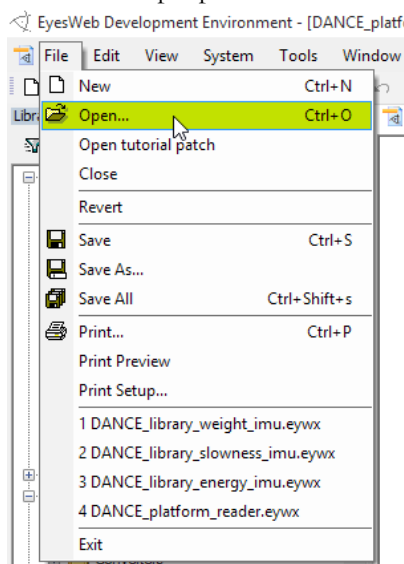 EyesWeb Development Environment - [DANCE_platf
File Edit View System Tools Window
New Ctrl+N
Libr
Open... Ctrl+O
Open tutorial patch
Close
Revert
Save Ctrl+S
Save As...
Save All Ctrl+Shift+s
Print... Ctrl+P
Print Preview
Print Setup...
1 DANCE_library_weight_imu.eywx
2 DANCE_library_slowness_imu.eywx
3 DANCE_library_energy_imu.eywx
4 DANCE_platform_reader.eywx
Exit